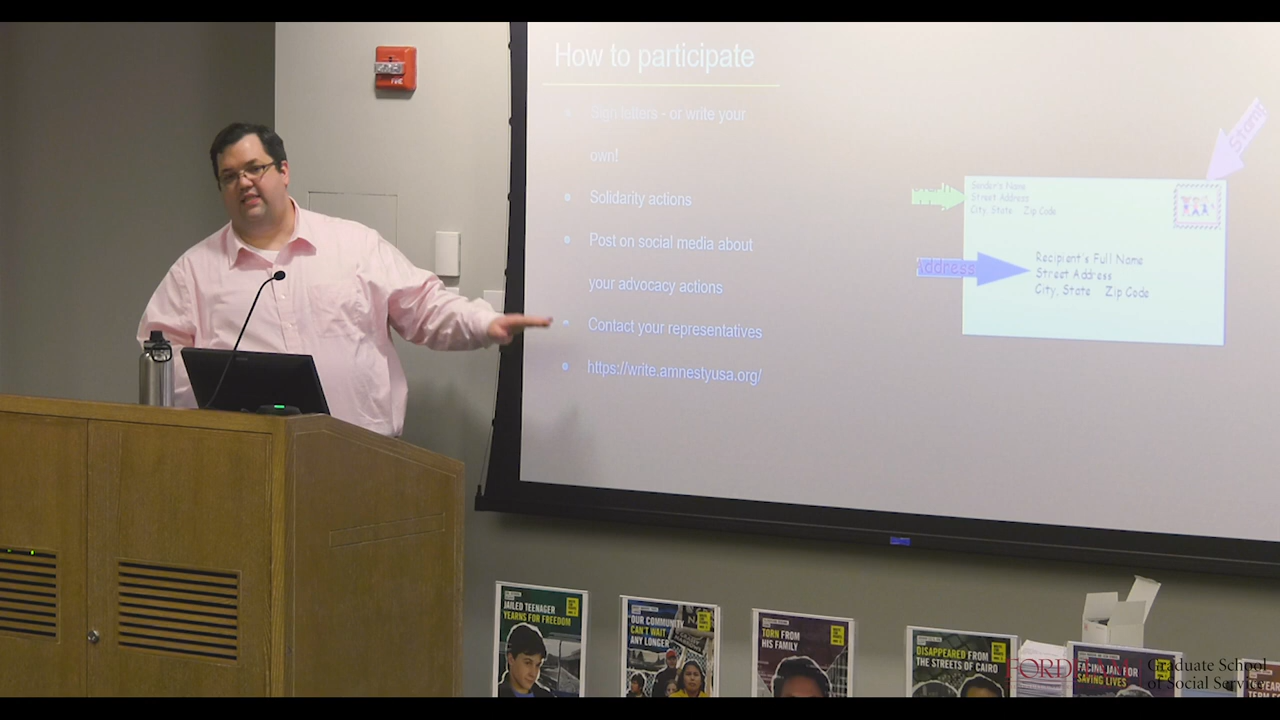 FIRE
How to participate
Sign letters - or write your
own!
Solidarity actions
Post on social media about
your advocacy actions
Contact your representatives
https://write.amnestyusa.org/
Stamp
Sender's Name
Street Address
City, State Zip Code
Address
Recipient's Full Name
Street Address
City, State Zip Code
JAILED TEENAGER
YEARNS FOR FREEDOM
OUR COMMUNITY
CAN'T WAIT
ANY LONGER
TORN FROM
HIS FAMILY
DISAPPEARED FROM
THE STREETS OF CAIRO
FACING JAIL FOR
SAVING LIVES
FORDHAM
Graduate School
of Social Service